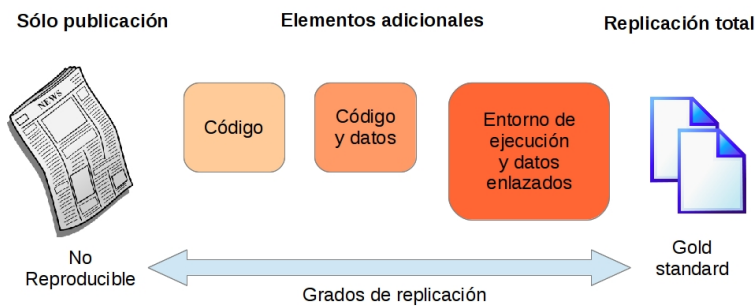 Sólo publicación
Elementos adicionales
Replicación total
NEWS
Código
Código
y datos
Entorno de
ejecución
y datos
enlazados
No
Reproducible
Gold
standard
Grados de replicación